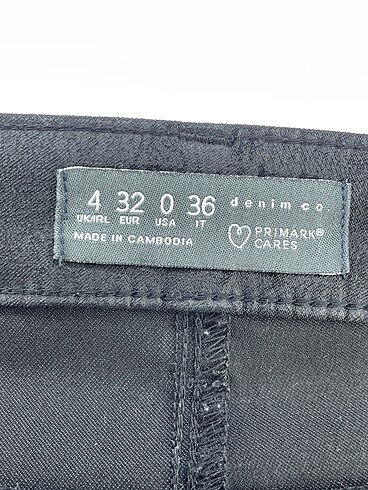 4 32 0 36 denim co.
UK/IRL EUR USA IT
PRIMARK®
CARES
MADE IN CAMBODIA